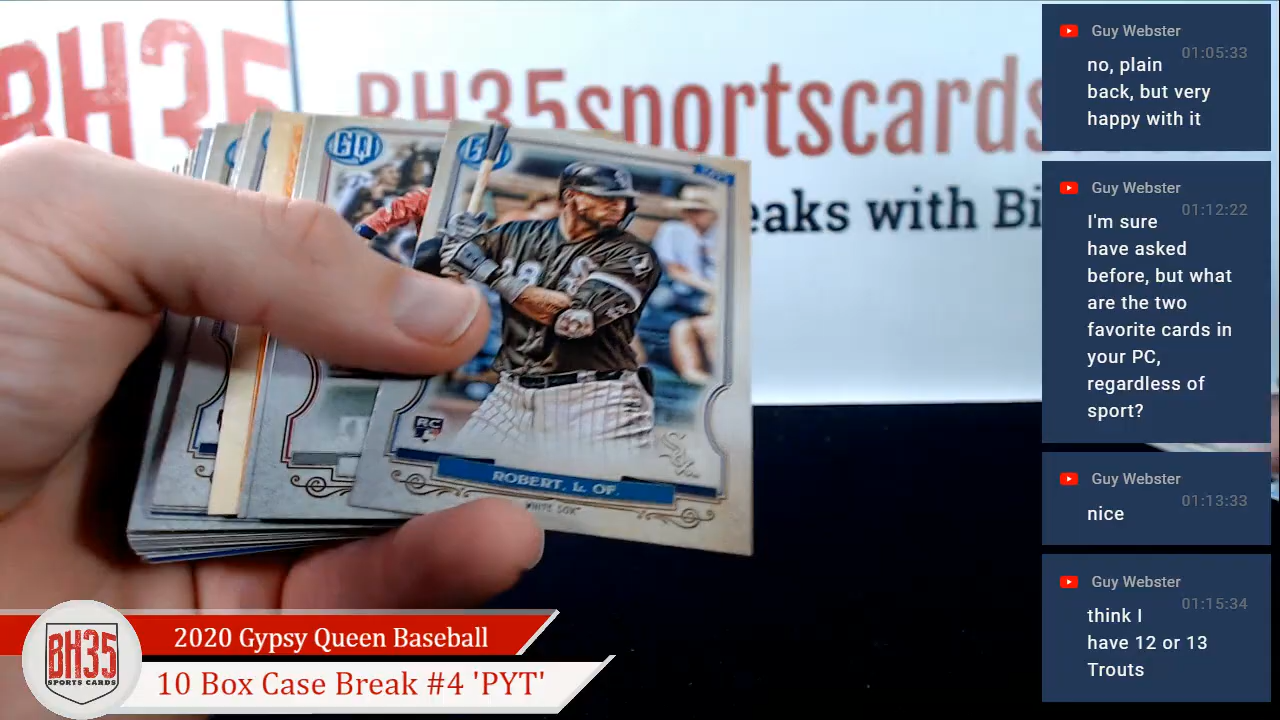 BH35
BH35sportscards
eaks with Bi
GQ
RC
ROBERT, L. OF.
WHITE SOX
Sox
2020 Gypsy Queen Baseball
10 Box Case Break #4 'PYT'
BH35
SPORTS CARDS
Guy Webster
01:05:33
no, plain
back, but very
happy with it
Guy Webster
01:12:22
I'm sure
have asked
before, but what
are the two
favorite cards in
your PC,
regardless of
sport?
Guy Webster
01:13:33
nice
Guy Webster
01:15:34
think I
have 12 or 13
Trouts